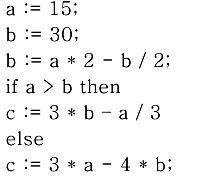 a := 15;
b := 30;
b := a * 2 - b / 2;
if a > b then
c := 3 * b - a / 3
else
c := 3 * a - 4 * b;